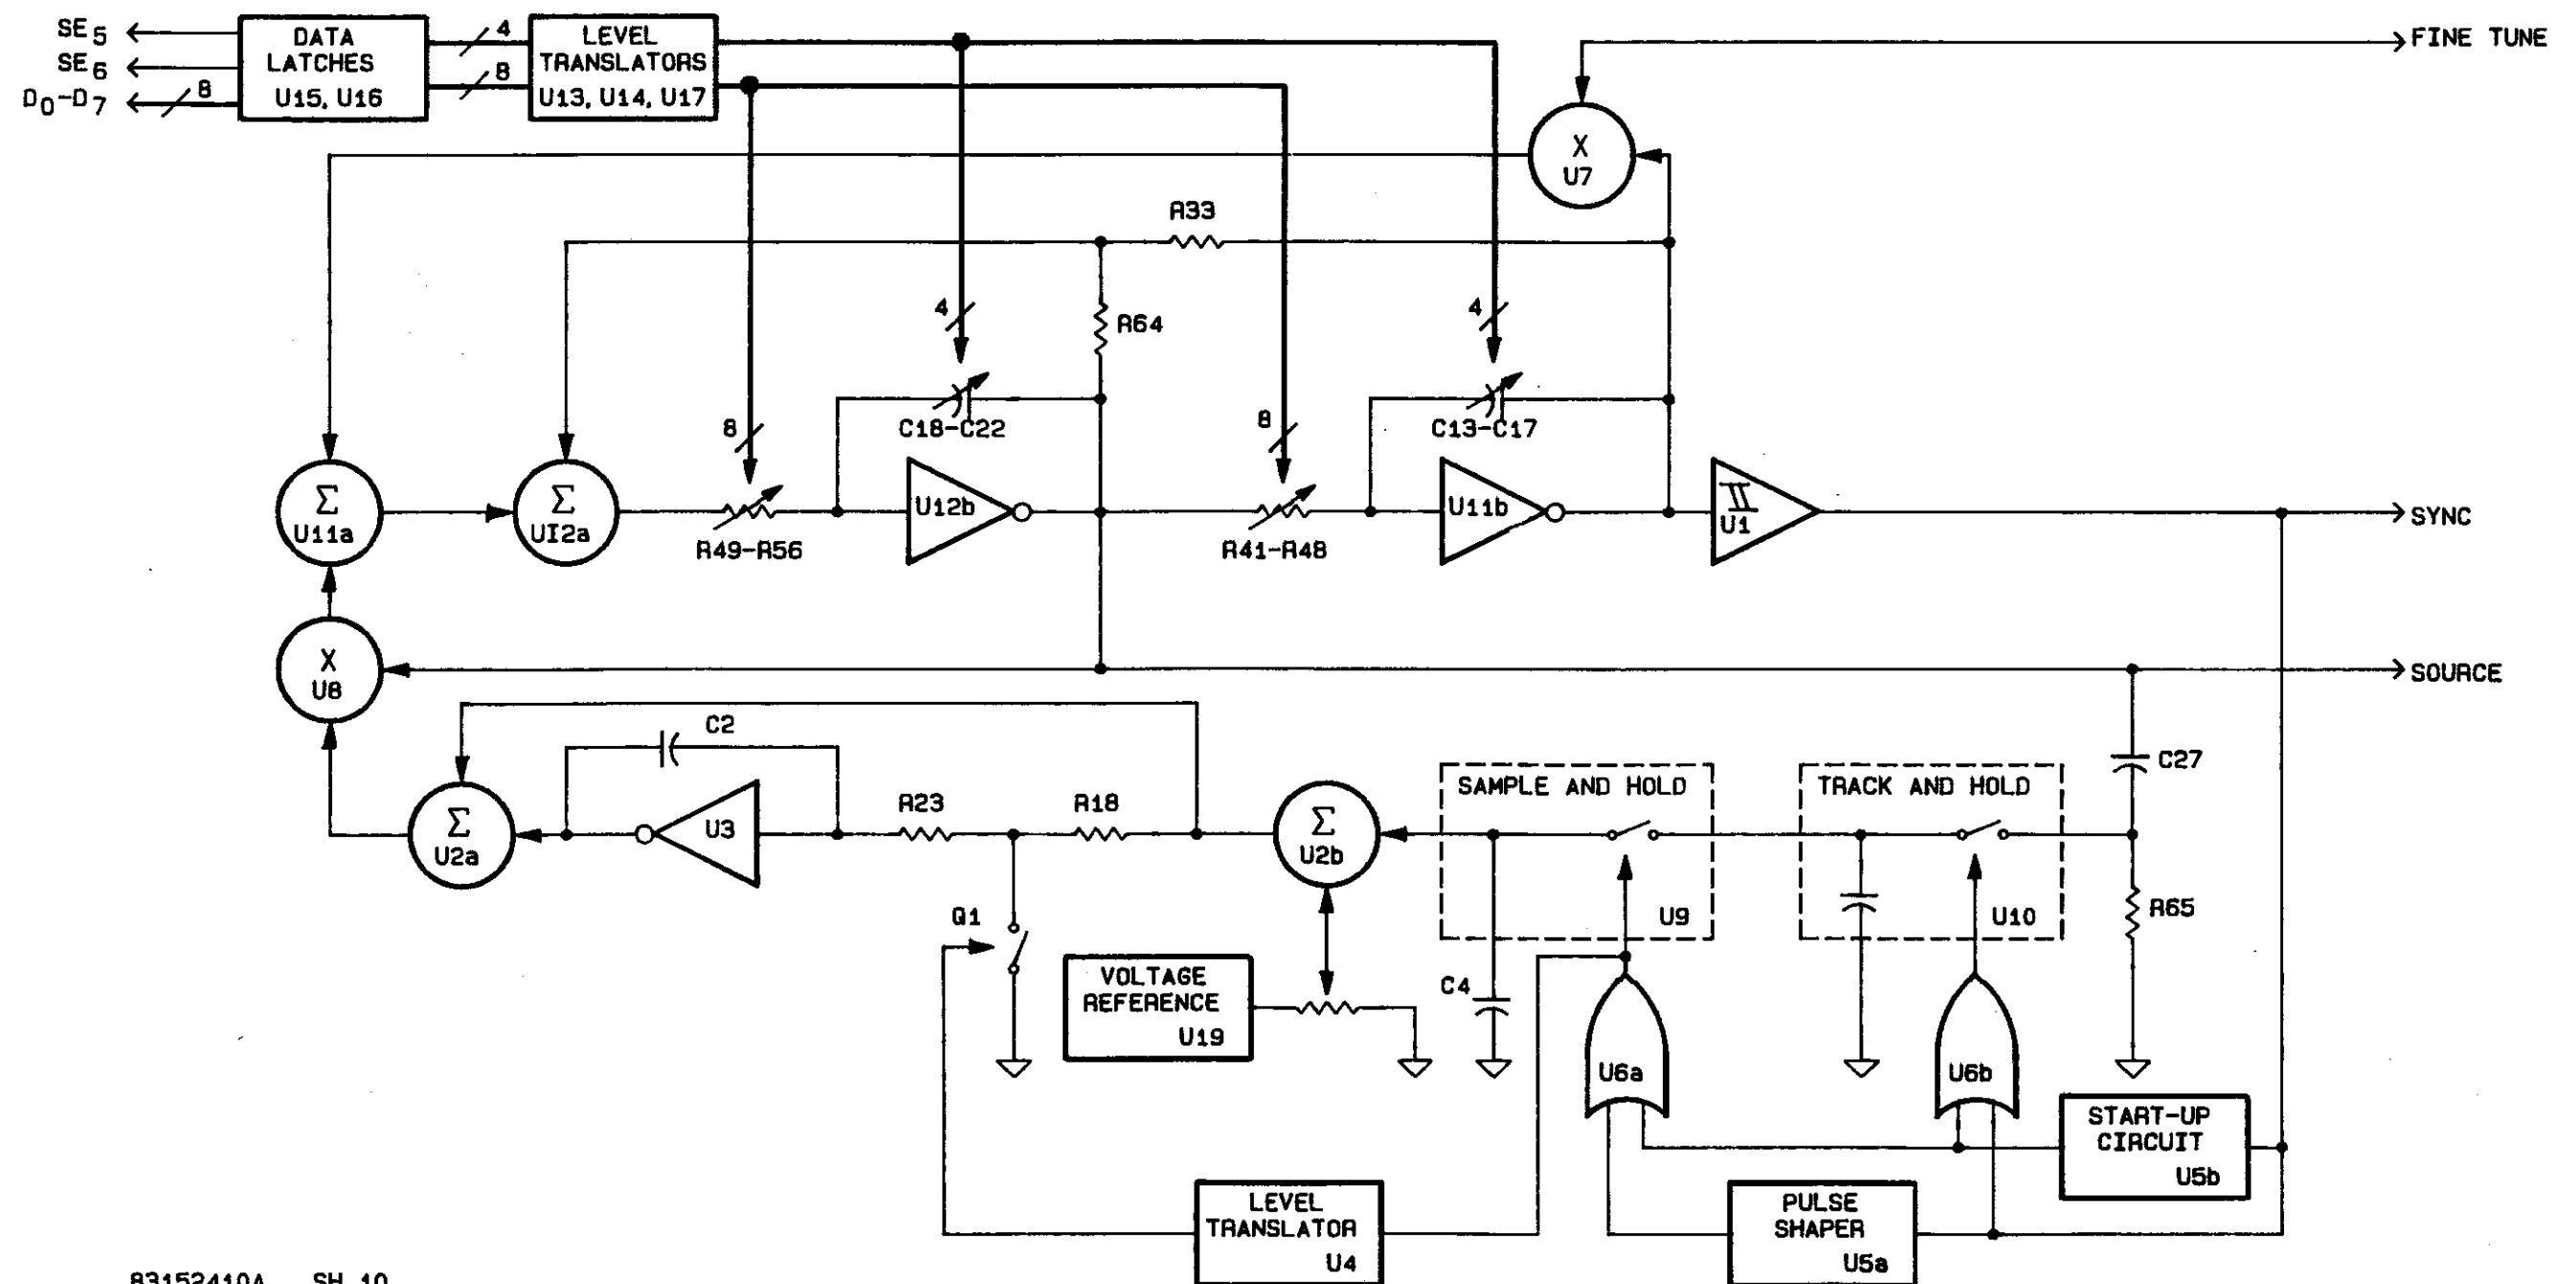 SE5
SE6
D0-D7
8
DATA
LATCHES
U15, U16
4
8
LEVEL
TRANSLATORS
U13, U14, U17
FINE TUNE
X
U7
R33
R64
4
4
8
8
C18-C22
C13-C17
Σ
U11a
Σ
UI2a
R49-R56
U12b
R41-R48
U11b
U1
SYNC
X
U8
SOURCE
C2
Σ
U2a
U3
R23
R18
Σ
U2b
SAMPLE AND HOLD
U9
TRACK AND HOLD
U10
C27
R65
Q1
VOLTAGE
REFERENCE
U19
C4
U6a
U6b
START-UP
CIRCUIT
U5b
LEVEL
TRANSLATOR
U4
PULSE
SHAPER
U5a
83152410A SH 10